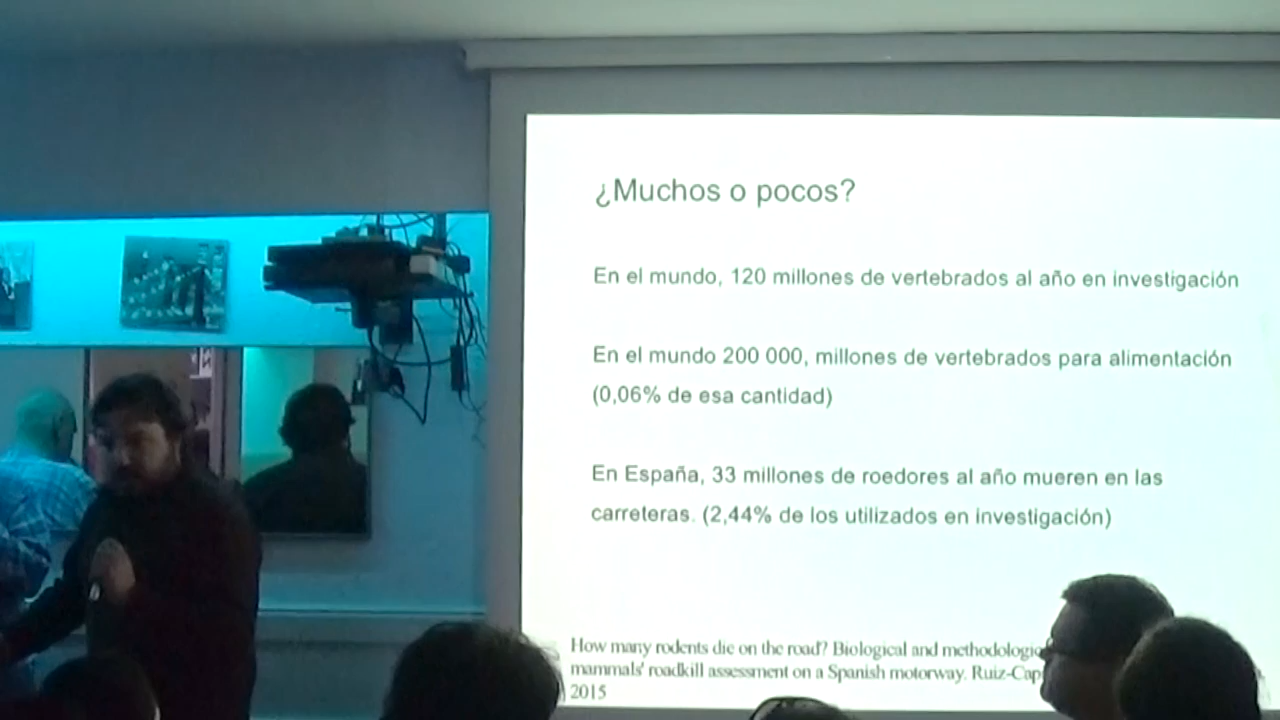 ¿Muchos o pocos?
En el mundo, 120 millones de vertebrados al año en investigación
En el mundo 200 000, millones de vertebrados para alimentación
(0,06% de esa cantidad)
En España, 33 millones de roedores al año mueren en las
carreteras. (2,44% de los utilizados en investigación)
How many rodents die on the road? Biological and
mammals' roadkill assessment on a Spanish motorway.
2015